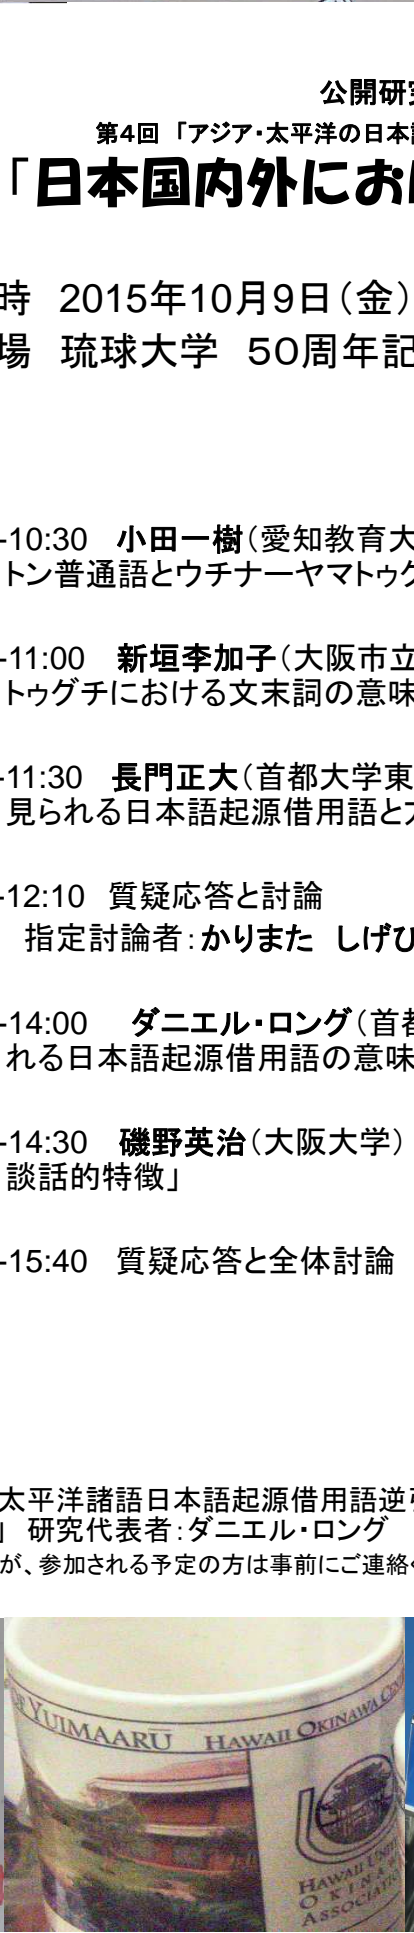 公開研究
第4回 「アジア・太平洋の日本語
「日本国内外におけ
時 2015年10月9日(金)
場 琉球大学 50周年記
-10:30 小田一樹(愛知教育大
トン普通語とウチナーヤマトゥグ
-11:00 新垣李加子(大阪市立
トゥグチにおける文末詞の意味
-11:30 長門正大(首都大学東
見られる日本語起源借用語と
-12:10 質疑応答と討論
指定討論者:かりまた しげひ
-14:00 ダニエル・ロング(首都
れる日本語起源借用語の意味
-14:30 磯野英治(大阪大学)
談話的特徴」
-15:40 質疑応答と全体討論
太平洋諸語日本語起源借用語逆引
」 研究代表者:ダニエル・ロング
が、参加される予定の方は事前にご連絡
OF YUIMAARŪ HAWAII OKINAWA CEN
HAWAII UNIT
OKINA
ASSOCIATI